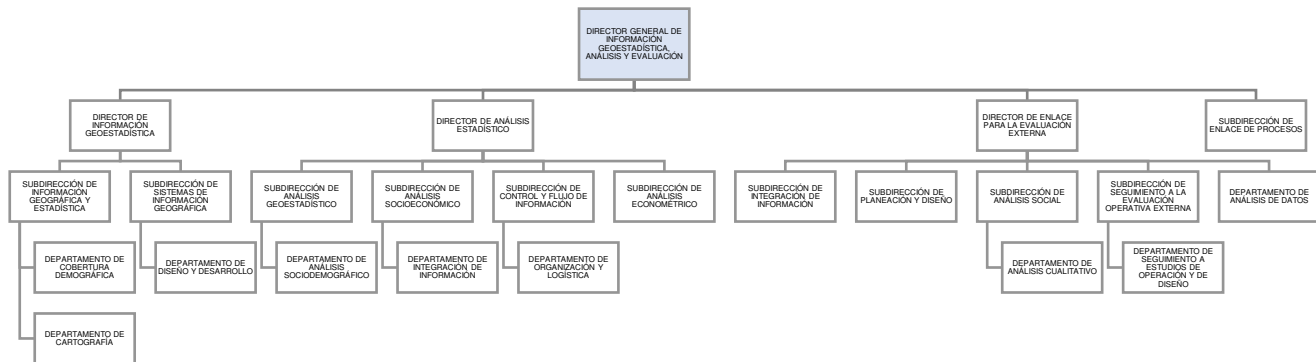 DIRECTOR GENERAL DE
INFORMACIÓN
GEOESTADÍSTICA,
ANÁLISIS Y EVALUACIÓN
DIRECTOR DE
INFORMACIÓN
GEOESTADÍSTICA
DIRECTOR DE ANÁLISIS
ESTADÍSTICO
DIRECTOR DE ENLACE
PARA LA EVALUACIÓN
EXTERNA
SUBDIRECCIÓN DE
ENLACE DE PROCESOS
SUBDIRECCIÓN DE
INFORMACIÓN
GEOGRÁFICA Y
ESTADÍSTICA
SUBDIRECCIÓN DE
SISTEMAS DE
INFORMACIÓN
GEOGRÁFICA
SUBDIRECCIÓN DE
ANÁLISIS
GEOESTADÍSTICO
SUBDIRECCIÓN DE
ANÁLISIS
SOCIOECONÓMICO
SUBDIRECCIÓN DE
CONTROL Y FLUJO DE
INFORMACIÓN
SUBDIRECCIÓN DE
ANÁLISIS
ECONOMÉTRICO
SUBDIRECCIÓN DE
INTEGRACIÓN DE
INFORMACIÓN
SUBDIRECCIÓN DE
PLANEACIÓN Y DISEÑO
SUBDIRECCIÓN DE
ANÁLISIS SOCIAL
SUBDIRECCIÓN DE
SEGUIMIENTO A LA
EVALUACIÓN
OPERATIVA EXTERNA
DEPARTAMENTO DE
ANÁLISIS DE DATOS
DEPARTAMENTO DE
COBERTURA
DEMOGRÁFICA
DEPARTAMENTO DE
DISEÑO Y DESARROLLO
DEPARTAMENTO DE
ANÁLISIS
SOCIODEMOGRÁFICO
DEPARTAMENTO DE
INTEGRACIÓN DE
INFORMACIÓN
DEPARTAMENTO DE
ORGANIZACIÓN Y
LOGÍSTICA
DEPARTAMENTO DE
ANÁLISIS CUALITATIVO
DEPARTAMENTO DE
SEGUIMIENTO A
ESTUDIOS DE
OPERACIÓN Y DE
DISEÑO
DEPARTAMENTO DE
CARTOGRAFÍA